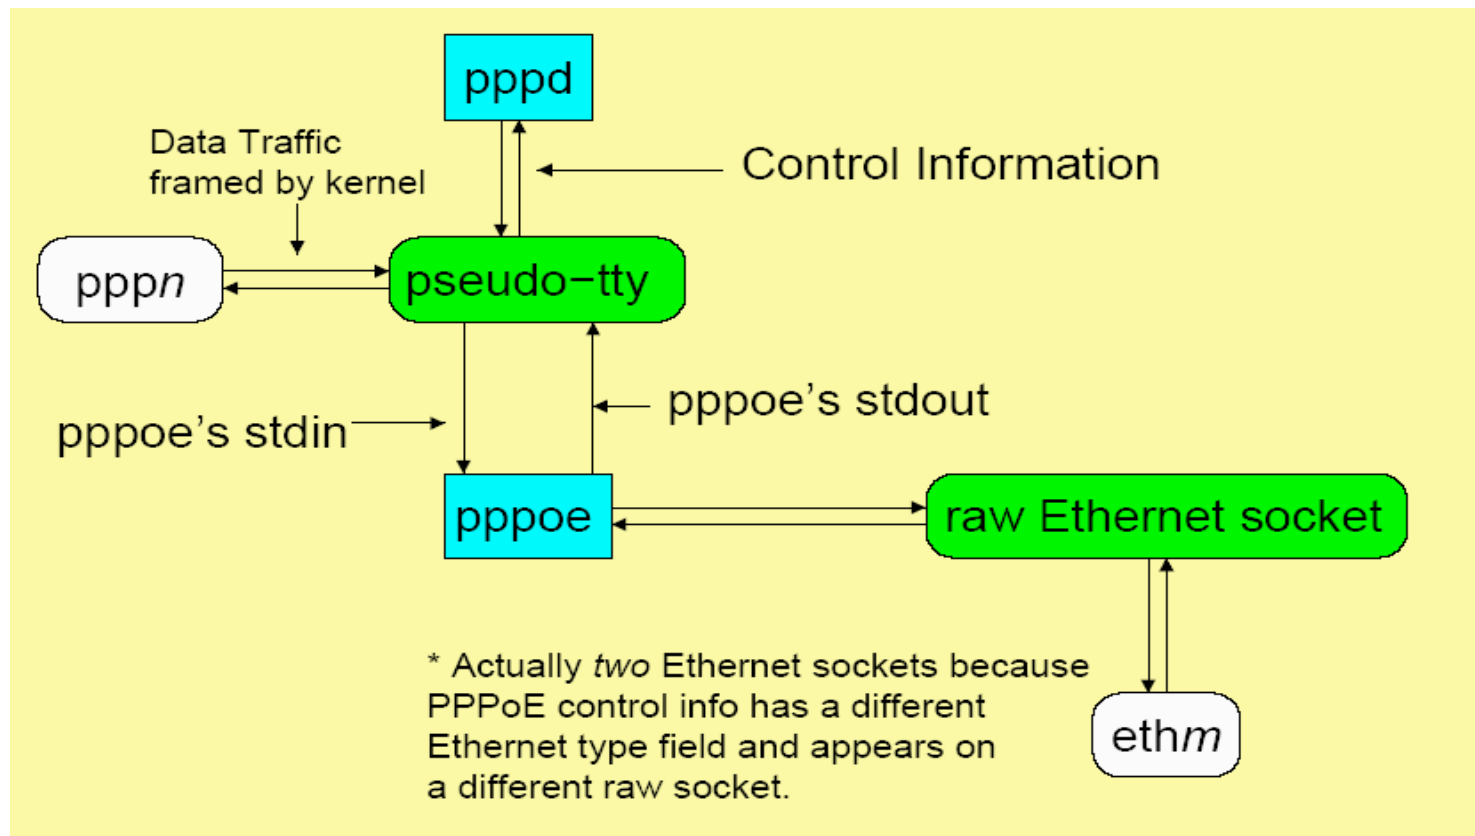 pppd
Data Traffic
framed by kernel
Control Information
pppn
pseudo−tty
pppoe’s stdin
pppoe’s stdout
pppoe
raw Ethernet socket
* Actually two Ethernet sockets because
PPPoE control info has a different
Ethernet type field and appears on
a different raw socket.
ethm